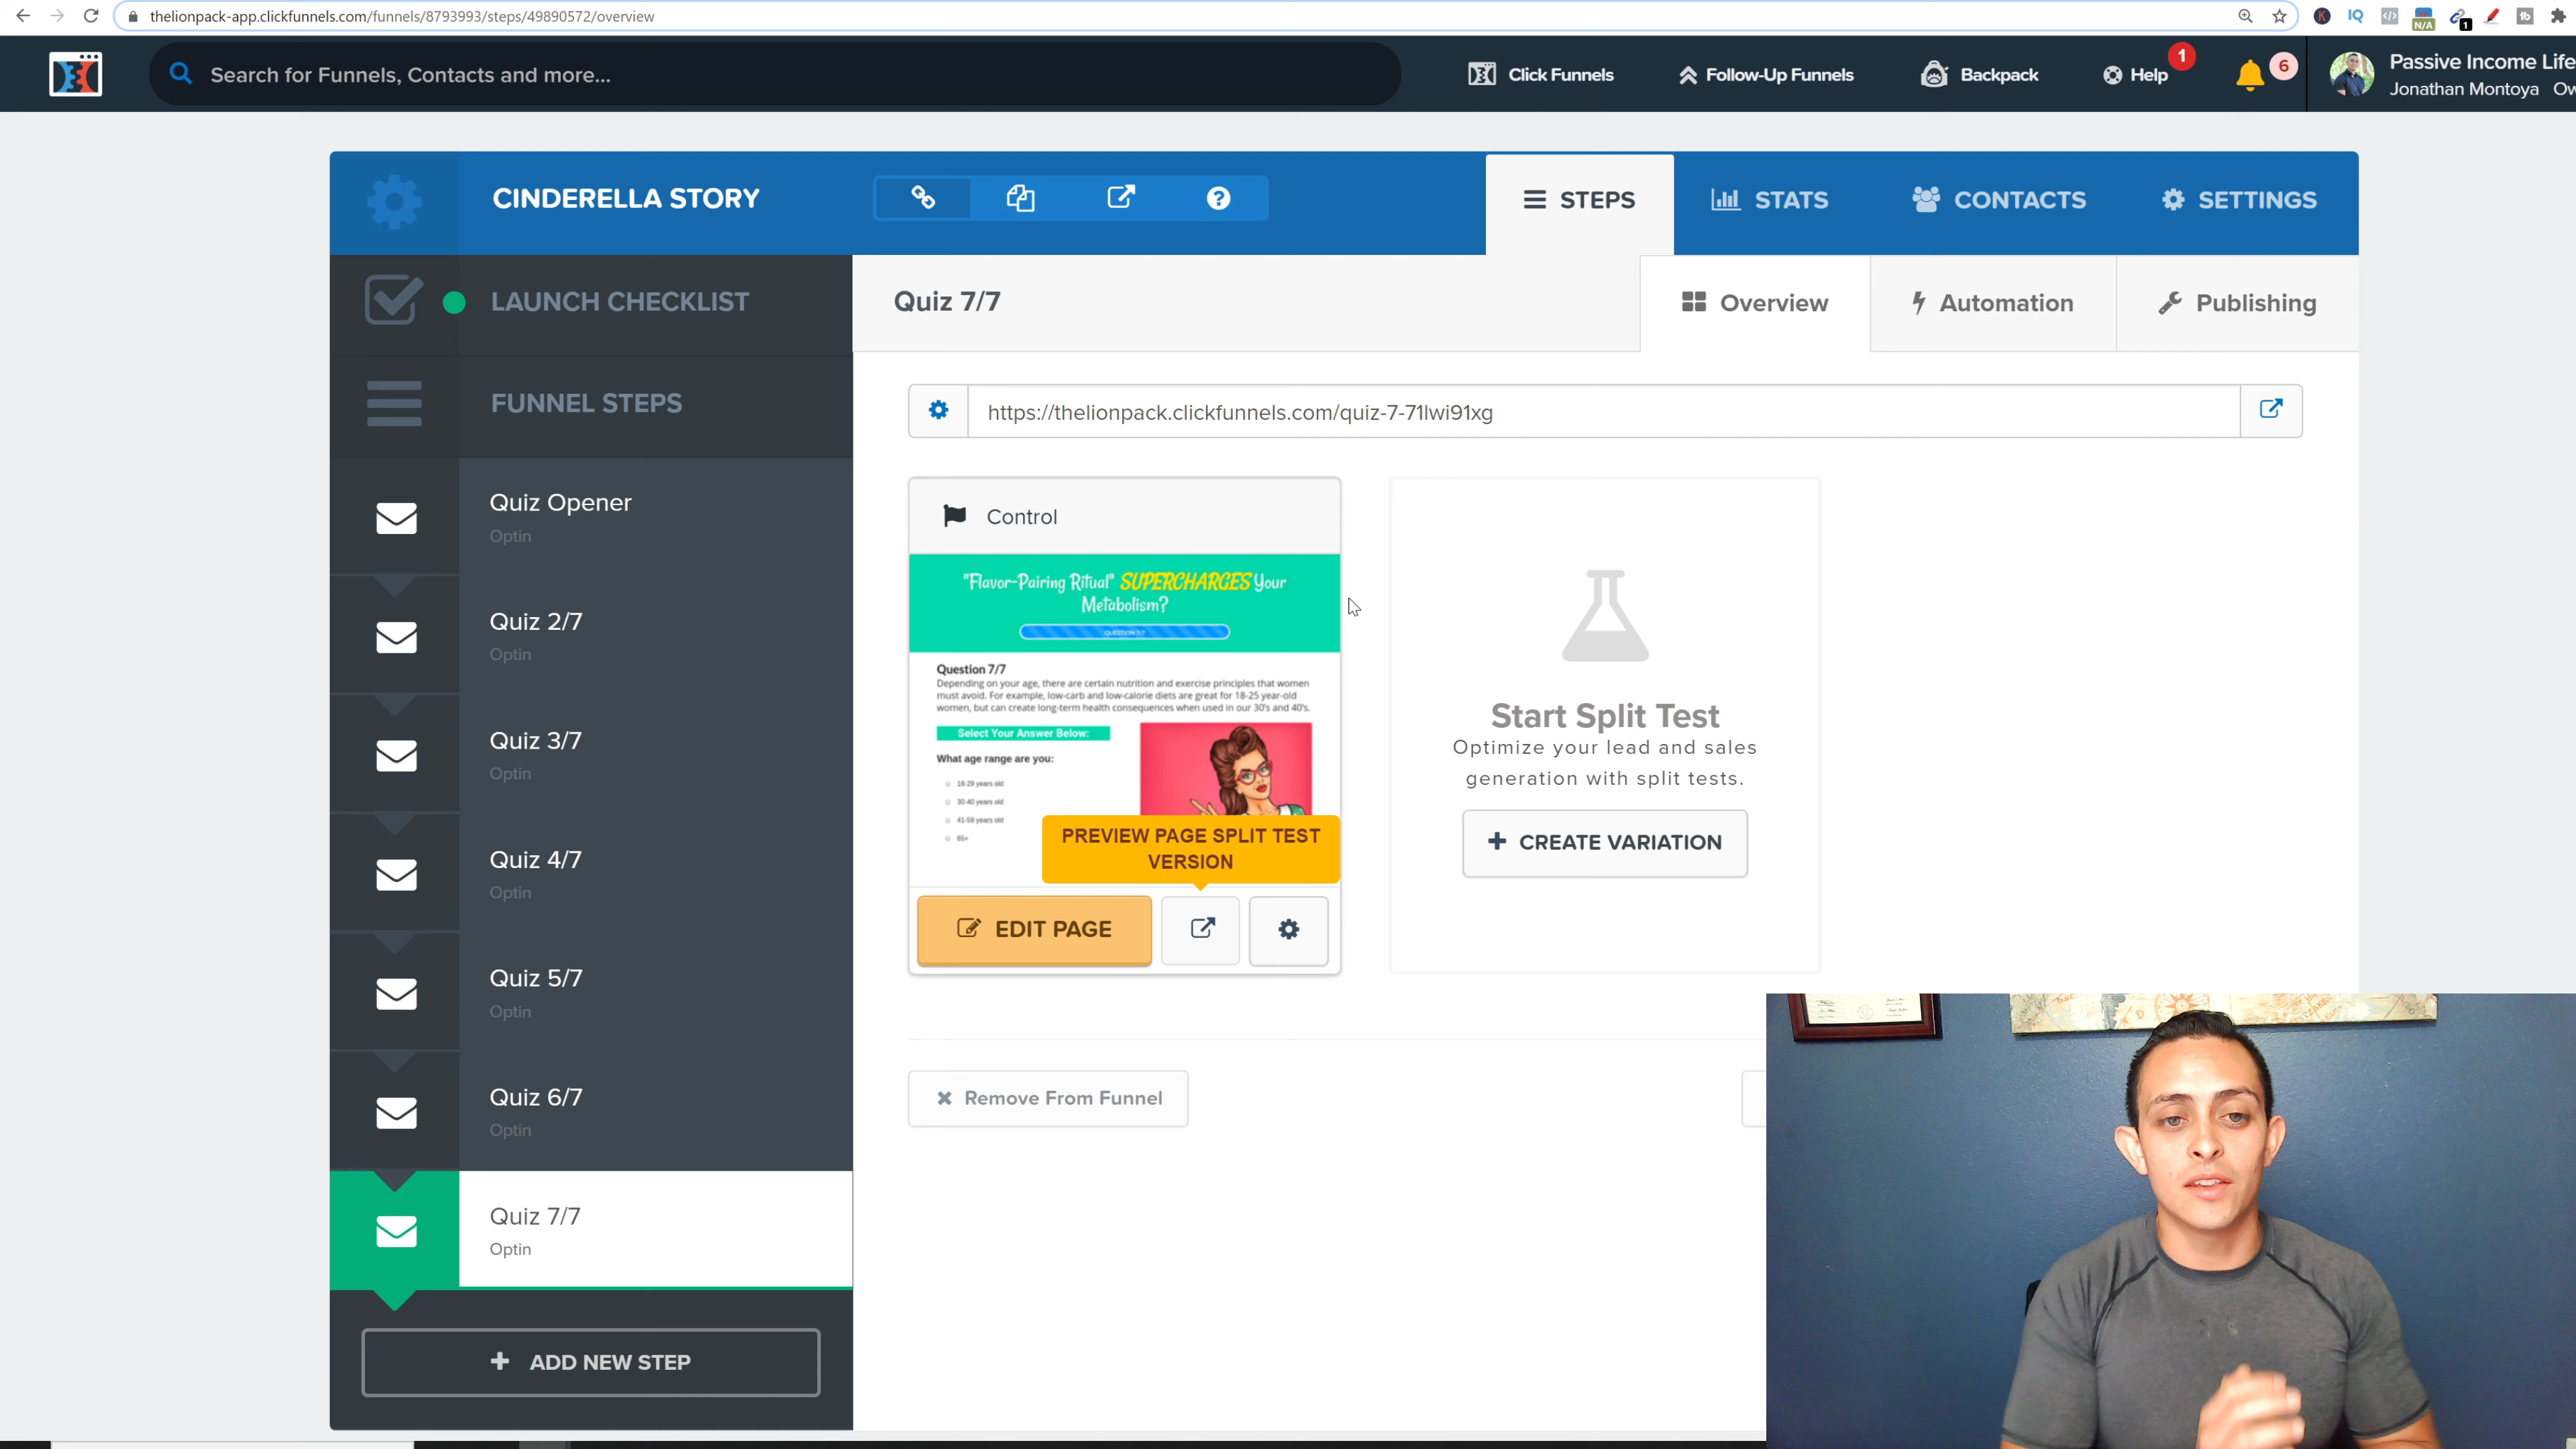 thelionpack-app.clickfunnels.com/funnels/8793993/steps/49890572/overview
IQ
N/A
1
Search for Funnels, Contacts and more...
Click Funnels
Follow-Up Funnels
Backpack
Help
1
6
Passive Income Life
Jonathan Montoya Ow
CINDERELLA STORY
STEPS
STATS
CONTACTS
SETTINGS
LAUNCH CHECKLIST
Quiz 7/7
Overview
Automation
Publishing
FUNNEL STEPS
https://thelionpack.clickfunnels.com/quiz-7-71lwi91xg
Quiz Opener
Optin
Quiz 2/7
Optin
Quiz 3/7
Optin
Quiz 4/7
Optin
Quiz 5/7
Optin
Quiz 6/7
Optin
Quiz 7/7
Optin
ADD NEW STEP
Control
"Flavor-Pairing Ritual" SUPERCHARGES Your
Metabolism?
QUESTION 7/7
Question 7/7
Depending on your age, there are certain nutrition and exercise principles that women
must avoid. For example, low-carb and low-calorie diets are great for 18-25 year-old
women, but can create long-term health consequences when used in our 30's and 40's.
Select Your Answer Below:
What age range are you:
18-29 years old
30-40 years old
41-59 years old
65+
PREVIEW PAGE SPLIT TEST
VERSION
EDIT PAGE
Start Split Test
Optimize your lead and sales
generation with split tests.
CREATE VARIATION
Remove From Funnel